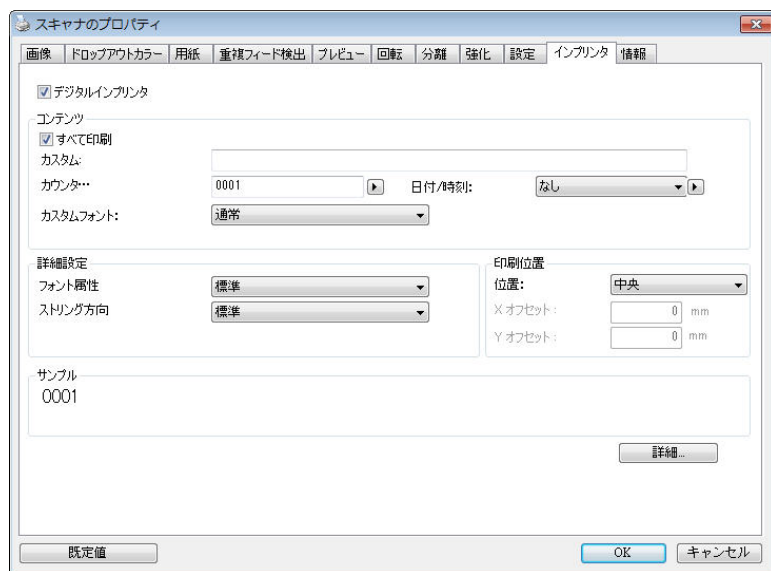 スキャナのプロパティ
画像 ドロップアウトカラー 用紙 重複フィード検出 プレビュー 回転 分離 強化 設定 インプリンタ 情報
デジタルインプリンタ
コンテンツ
すべて印刷
カスタム:
カウンタ… 0001 日付/時刻: なし
カスタムフォント: 通常
詳細設定
フォント属性 標準
ストリング方向 標準
印刷位置
位置: 中央
X オフセット: 0 mm
Y オフセット: 0 mm
サンプル
0001
詳細...
既定値 OK キャンセル